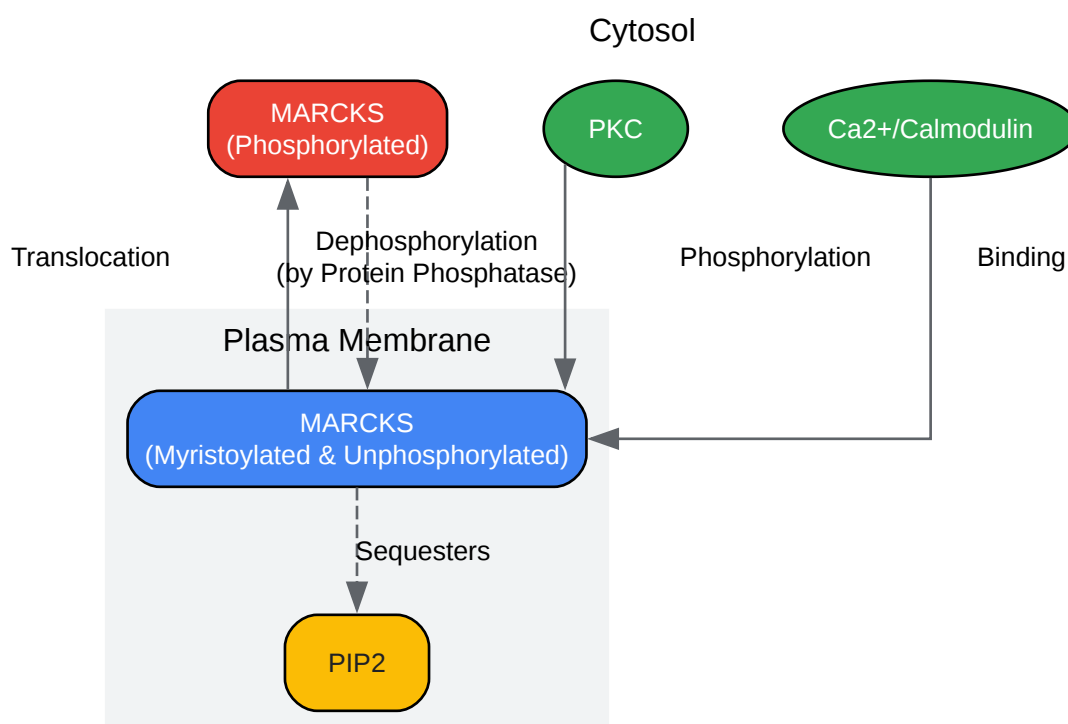 Cytosol
MARCKS
(Phosphorylated)
PKC
Ca2+/Calmodulin
Translocation
Dephosphorylation
(by Protein Phosphatase)
Phosphorylation
Binding
Plasma Membrane
MARCKS
(Myristoylated & Unphosphorylated)
Sequesters
PIP2